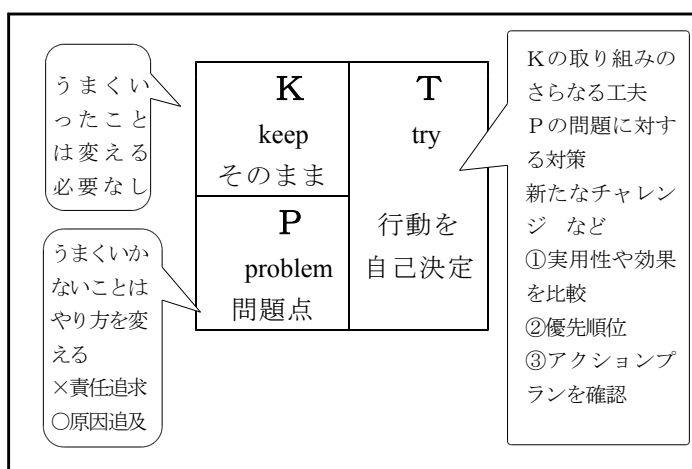 うまくい
ったこと
は変える
必要なし
K
keep
そのまま
P
problem
問題点
うまくいか
ないことは
やり方を変
える
×責任追求
○原因追及
T
try
行動を
自己決定
Kの取り組みの
さらなる工夫
Pの問題に対す
る対策
新たなチャレン
ジ　など
①実用性や効果
を比較
②優先順位
③アクションプ
ランを確認